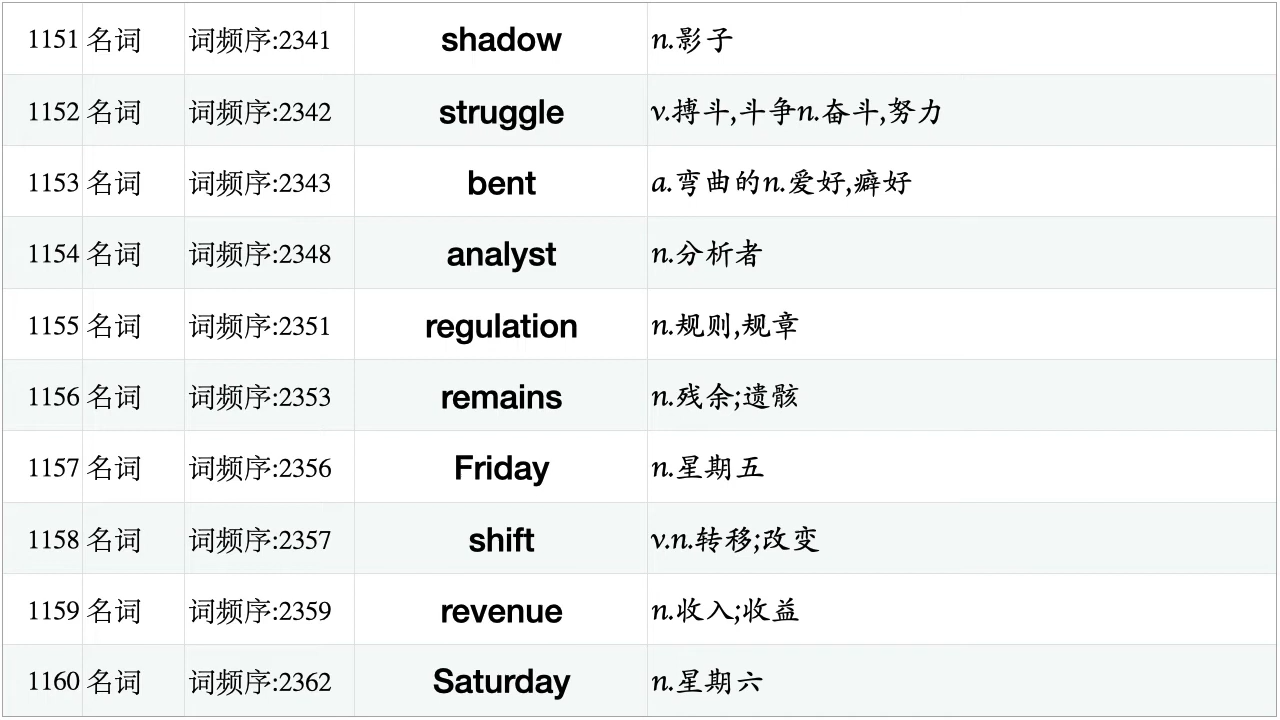 1151 名词 词频序:2341 shadow n.影子
1152 名词 词频序:2342 struggle v.搏斗,斗争n.奋斗,努力
1153 名词 词频序:2343 bent a.弯曲的n.爱好,癖好
1154 名词 词频序:2348 analyst n.分析者
1155 名词 词频序:2351 regulation n.规则,规章
1156 名词 词频序:2353 remains n.残余;遗骸
1157 名词 词频序:2356 Friday n.星期五
1158 名词 词频序:2357 shift v.n.转移;改变
1159 名词 词频序:2359 revenue n.收入;收益
1160 名词 词频序:2362 Saturday n.星期六